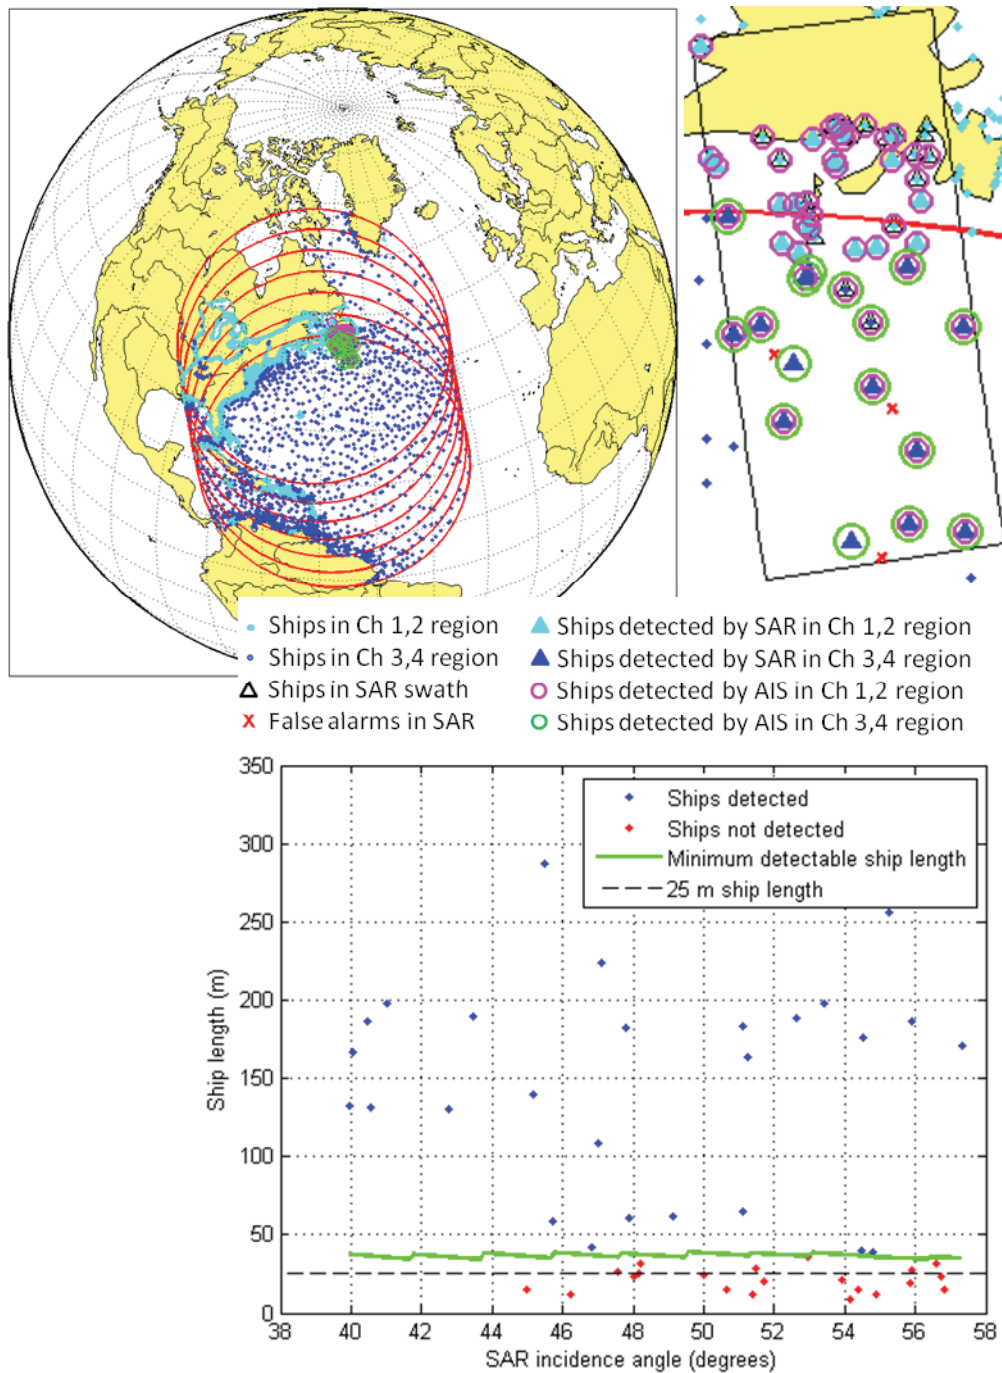 Ships in Ch 1,2 region
Ships in Ch 3,4 region
Ships in SAR swath
x False alarms in SAR
Ships detected by SAR in Ch 1,2 region
Ships detected by SAR in Ch 3,4 region
Ships detected by AIS in Ch 1,2 region
Ships detected by AIS in Ch 3,4 region
350
300
250
200
150
100
50
0
Ship length (m)
Ships detected
Ships not detected
Minimum detectable ship length
25 m ship length
38 40 42 44 46 48 50 52 54 56 58
SAR incidence angle (degrees)